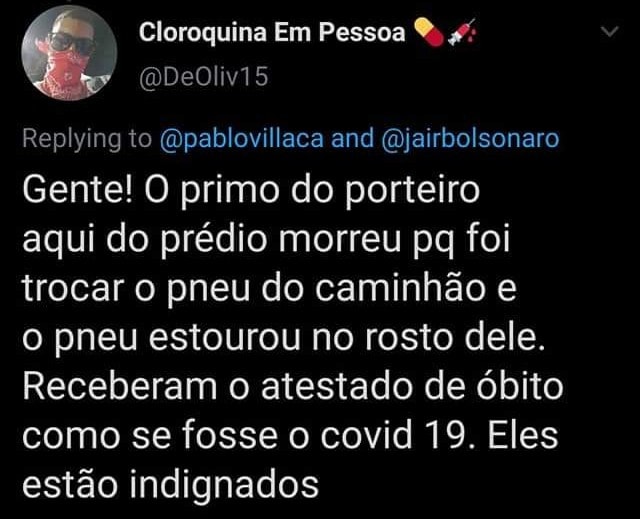 Cloroquina Em Pessoa 💊💉
@DeOliv15
Replying to @pablovillaca and @jairbolsonaro
Gente! O primo do porteiro
aqui do prédio morreu pq foi
trocar o pneu do caminhão e
o pneu estourou no rosto dele.
Receberam o atestado de óbito
como se fosse o covid 19. Eles
estão indignados